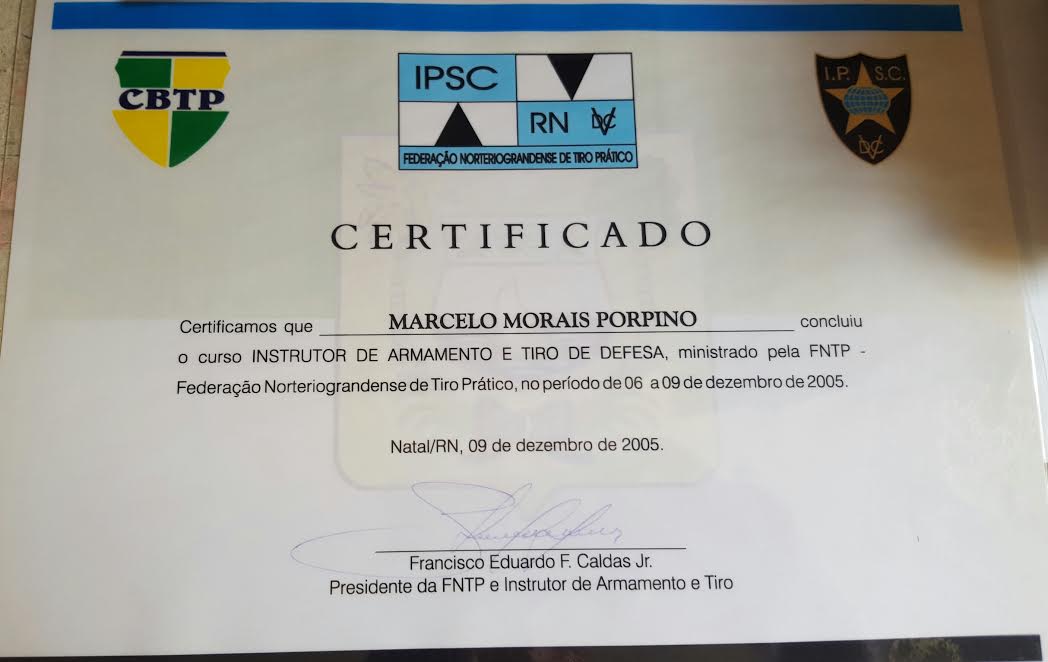 CBTP
IPSC
RN DVC
FEDERAÇÃO NORTERIOGRANDENSE DE TIRO PRÁTICO
I.P.S.C.
DVC
CERTIFICADO
Certificamos que MARCELO MORAIS PORPINO concluiu
o curso INSTRUTOR DE ARMAMENTO E TIRO DE DEFESA, ministrado pela FNTP -
Federação Norteriograndense de Tiro Prático, no período de 06 a 09 de dezembro de 2005.
Natal/RN, 09 de dezembro de 2005.
Francisco Eduardo F. Caldas Jr.
Presidente da FNTP e Instrutor de Armamento e Tiro